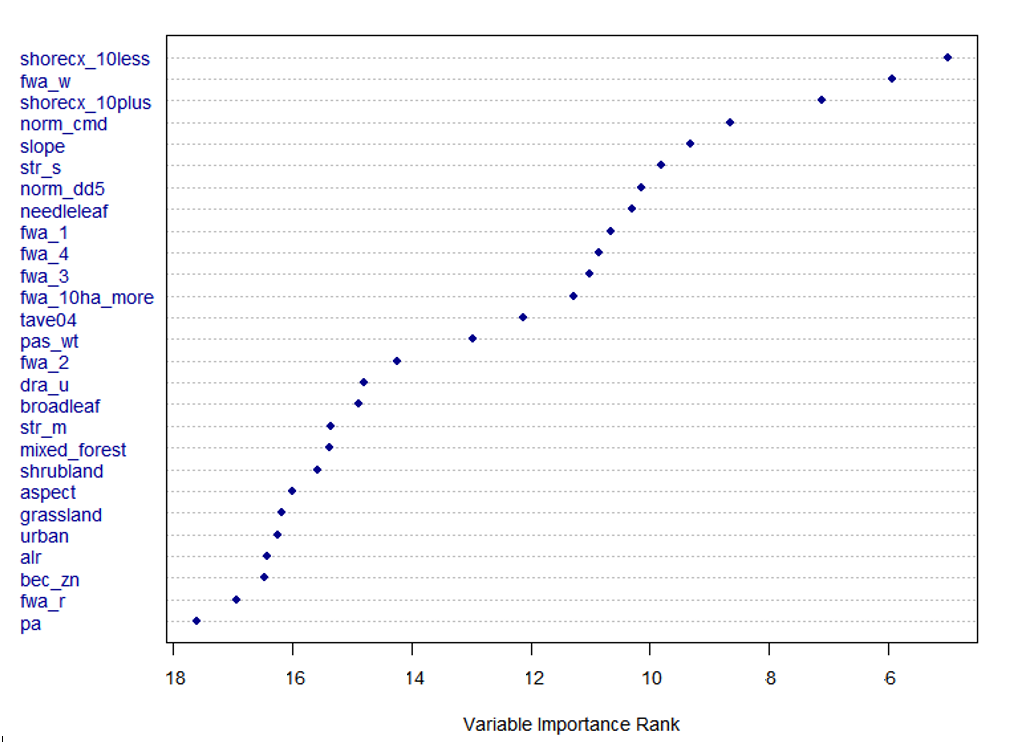 shorecx_10less
fwa_w
shorecx_10plus
norm_cmd
slope
str_s
norm_dd5
needleleaf
fwa_1
fwa_4
fwa_3
fwa_10ha_more
tave04
pas_wt
fwa_2
dra_u
broadleaf
str_m
mixed_forest
shrubland
aspect
grassland
urban
alr
bec_zn
fwa_r
pa
18 16 14 12 10 8 6
Variable Importance Rank